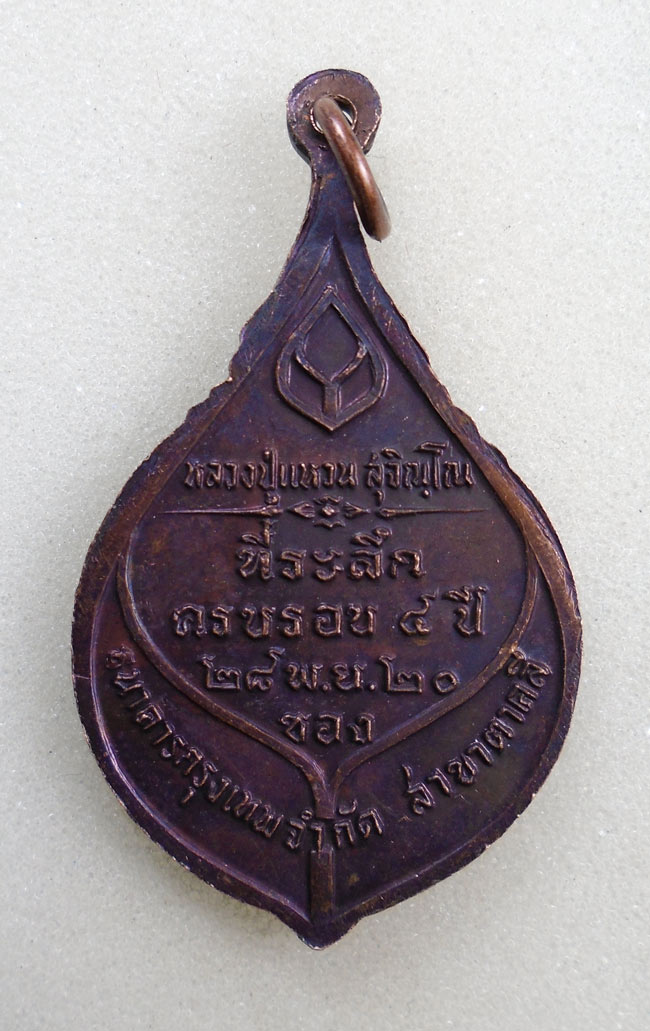 หลวงปู่แหวน สุจิณฺโณ
ที่ระลึก
ครบรอบ ๔ ปี
๒๘ พ.ย. ๒๐
ของ
ธนาคารกรุงเทพจำกัด สาขาตาคลี